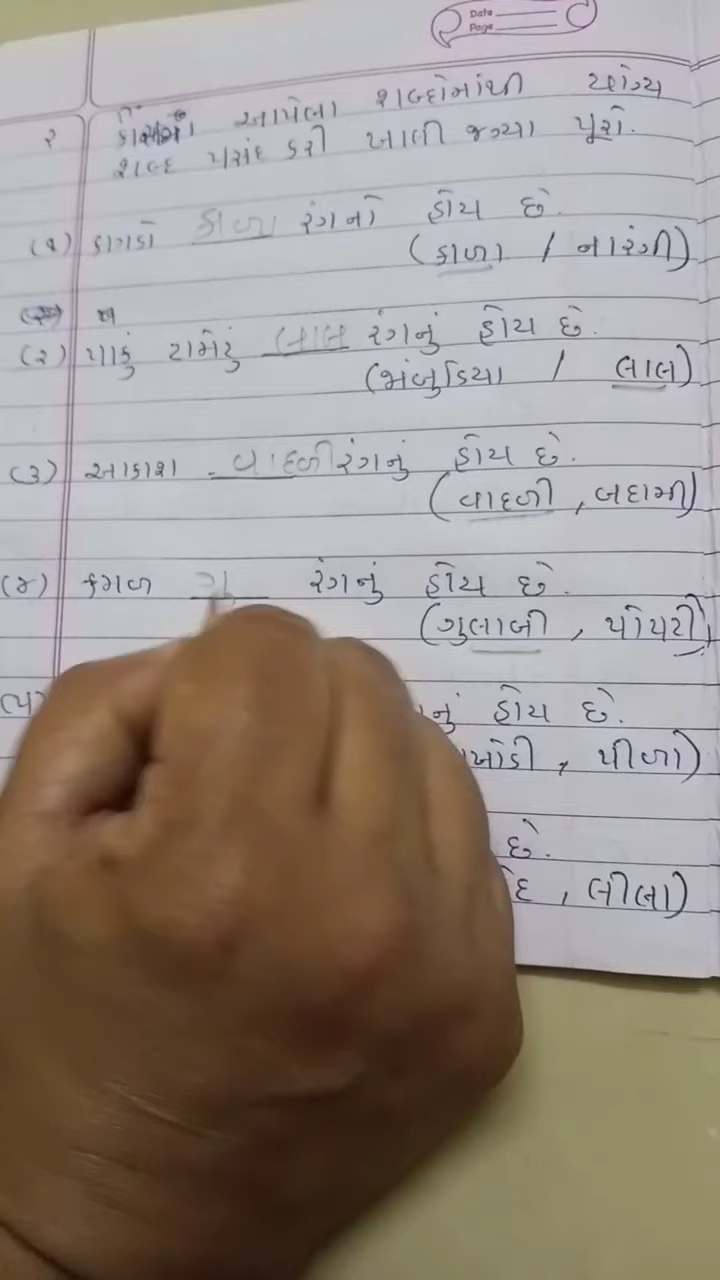 Date
Page
૨ કૌંસમાં આપેલા શબ્દોમાંથી યોગ્ય
શબ્દ પસંદ કરી ખાલી જગ્યા પૂરો.
(૧) કાગડો કાળા રંગનો હોય છે.
(કાળા / નારંગી)
(૨) પાકું ટામેટું લાલ રંગનું હોય છે.
(જાંબુડિયા / લાલ)
(૩) આકાશ વાદળી રંગનું હોય છે.
(વાદળી , બદામી)
(૪) કમળ ગુ રંગનું હોય છે.
(ગુલાબી , પોપટી)
(૫) નું હોય છે.
ખોડી , પીળા)
છે.
દ , લીલા)